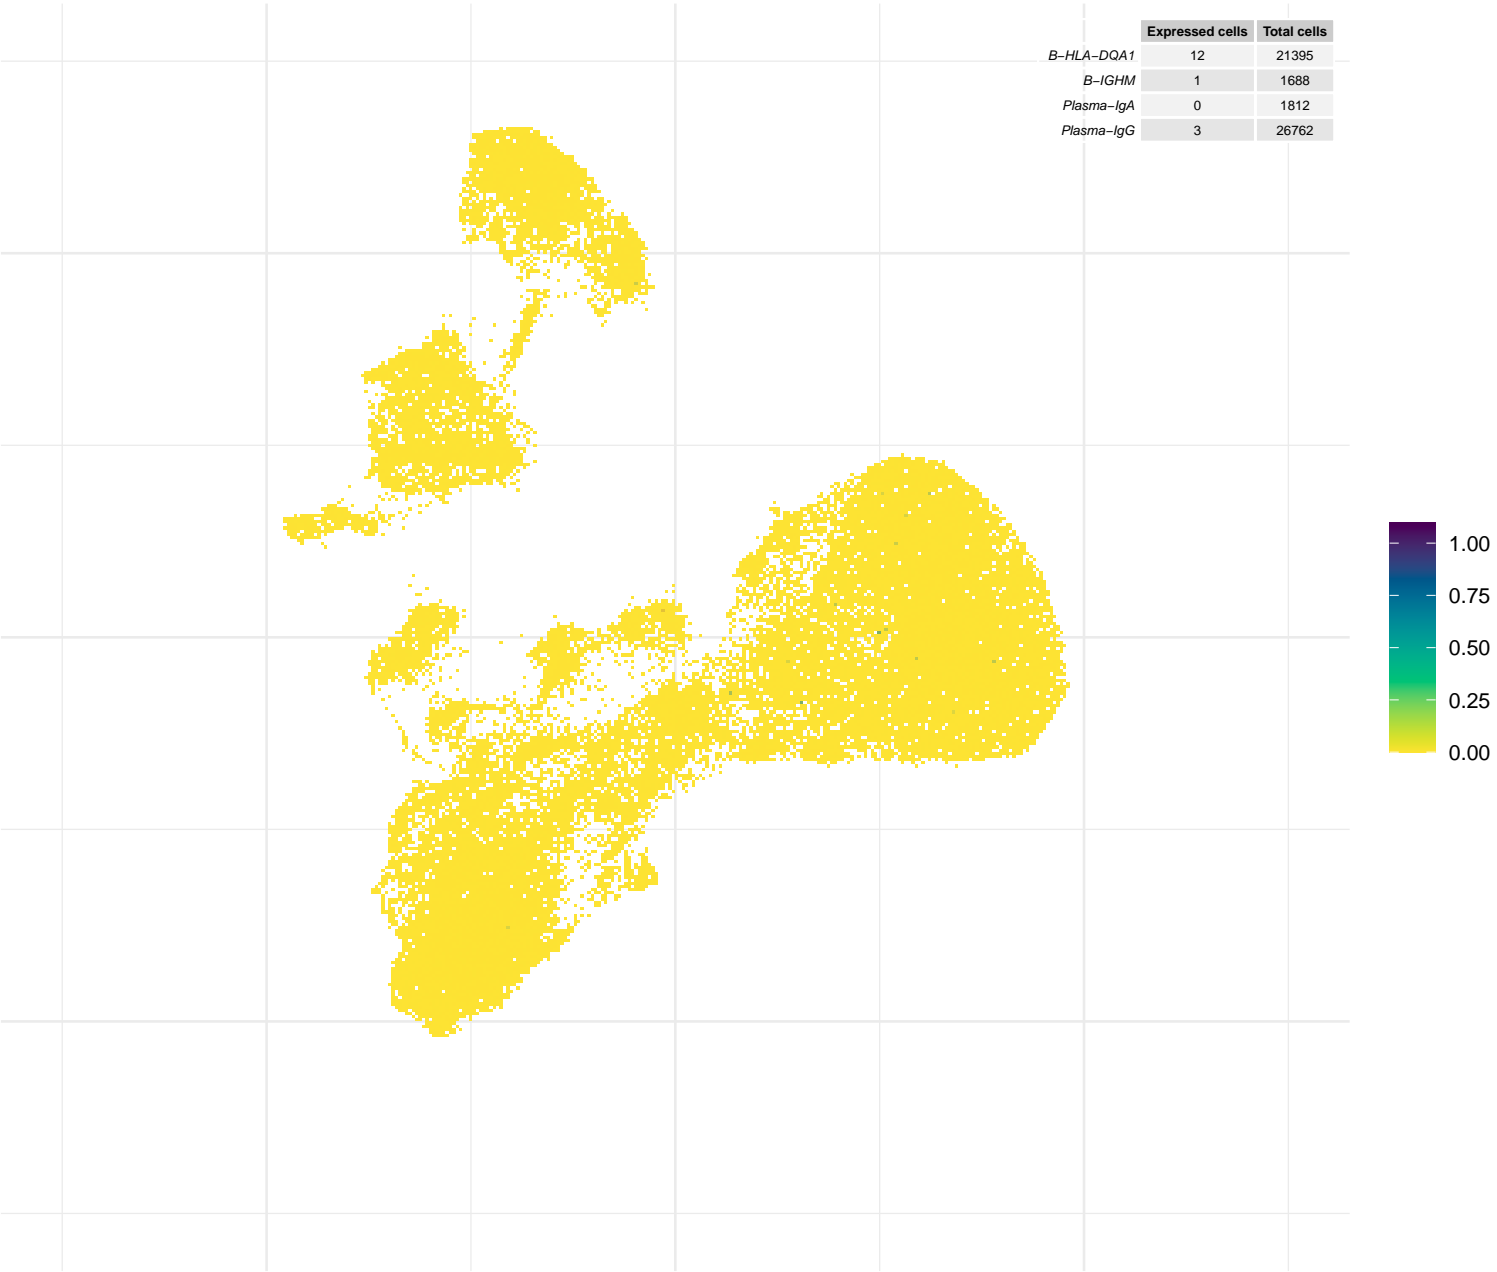 Expressed cells Total cells
B−HLA−DQA1 12 21395
B−IGHM 1 1688
Plasma−IgA 0 1812
Plasma−IgG 3 26762
1.00
0.75
0.50
0.25
0.00